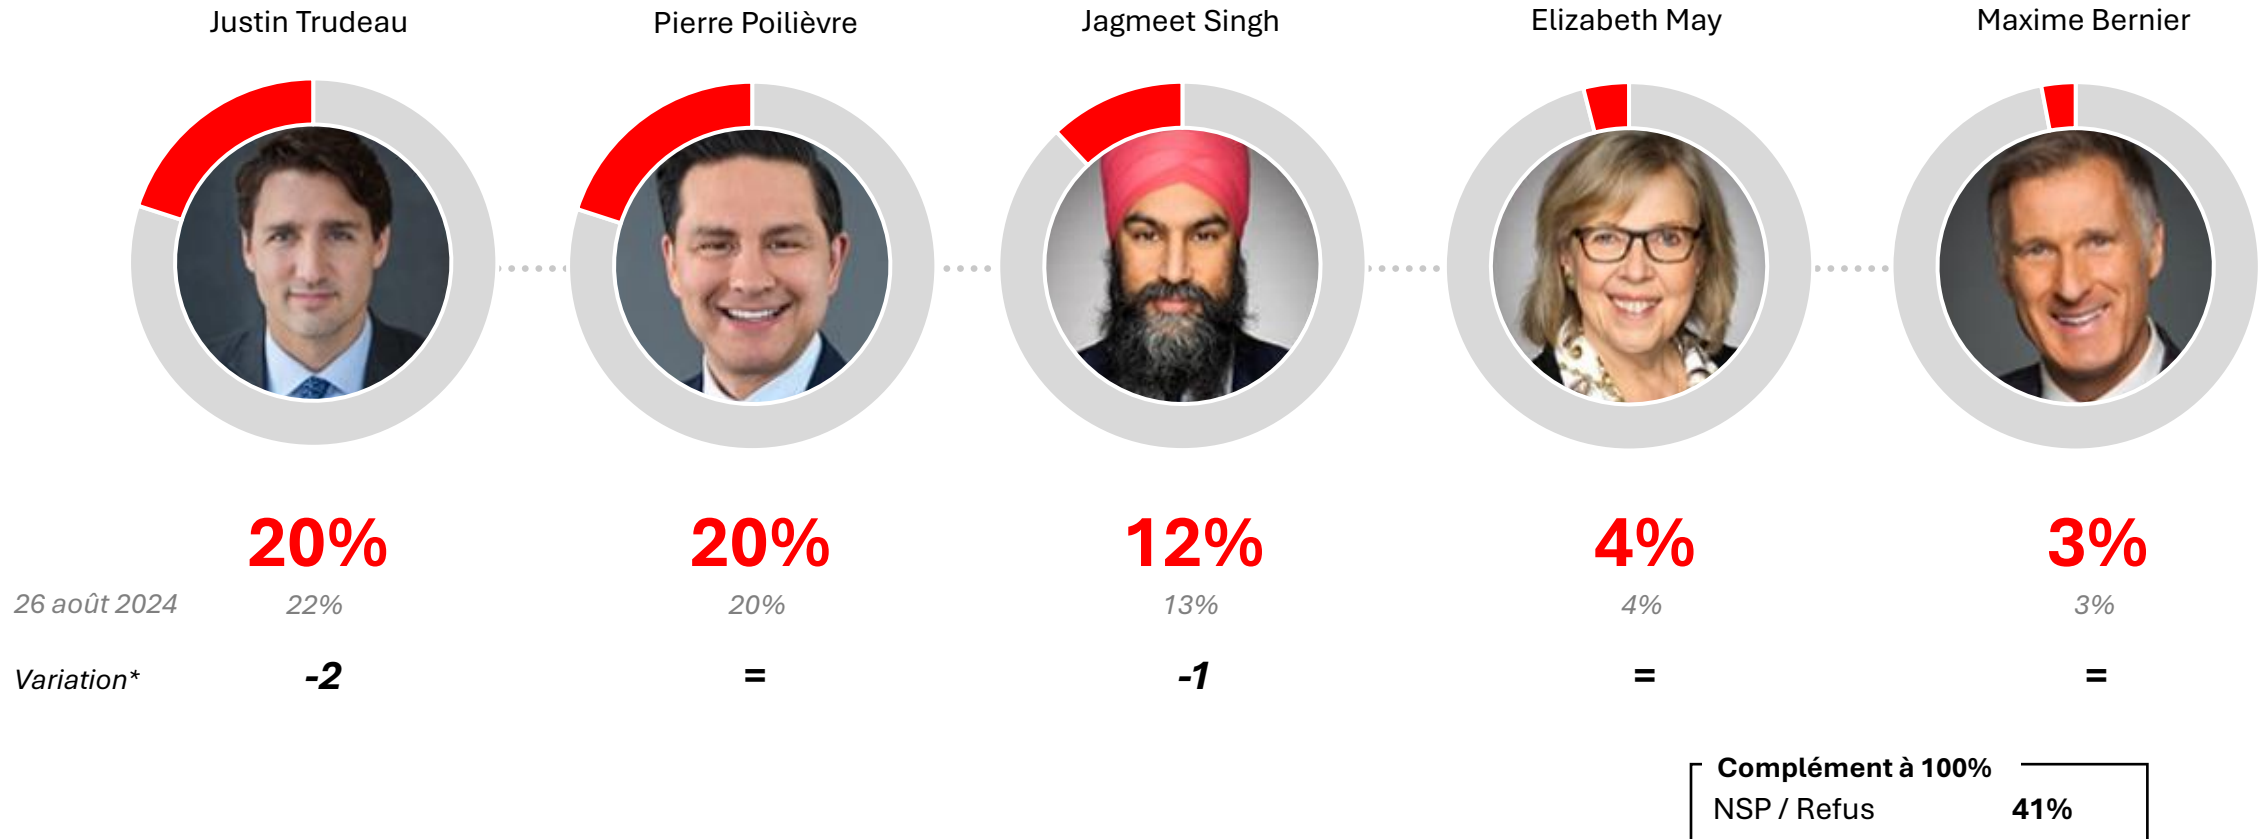 Justin Trudeau Pierre Poilièvre Jagmeet Singh Elizabeth May Maxime Bernier
20% 20% 12% 4% 3%
26 août 2024 22% 20% 13% 4% 3%
Variation* -2 = -1 = =
Complément à 100%
NSP / Refus 41%